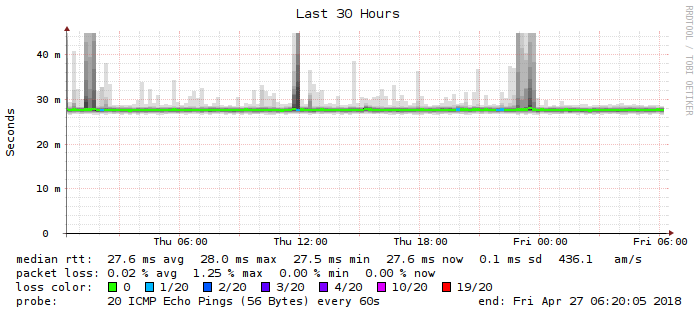 Last 30 Hours
RRDTOOL / TOBI OETIKER
Seconds
40 m
30 m
20 m
10 m
0
Thu 06:00 Thu 12:00 Thu 18:00 Fri 00:00 Fri 06:00
median rtt: 27.6 ms avg 28.0 ms max 27.5 ms min 27.6 ms now 0.1 ms sd 436.1 am/s
packet loss: 0.02 % avg 1.25 % max 0.00 % min 0.00 % now
loss color: 0 1/20 2/20 3/20 4/20 10/20 19/20
probe: 20 ICMP Echo Pings (56 Bytes) every 60s end: Fri Apr 27 06:20:05 2018